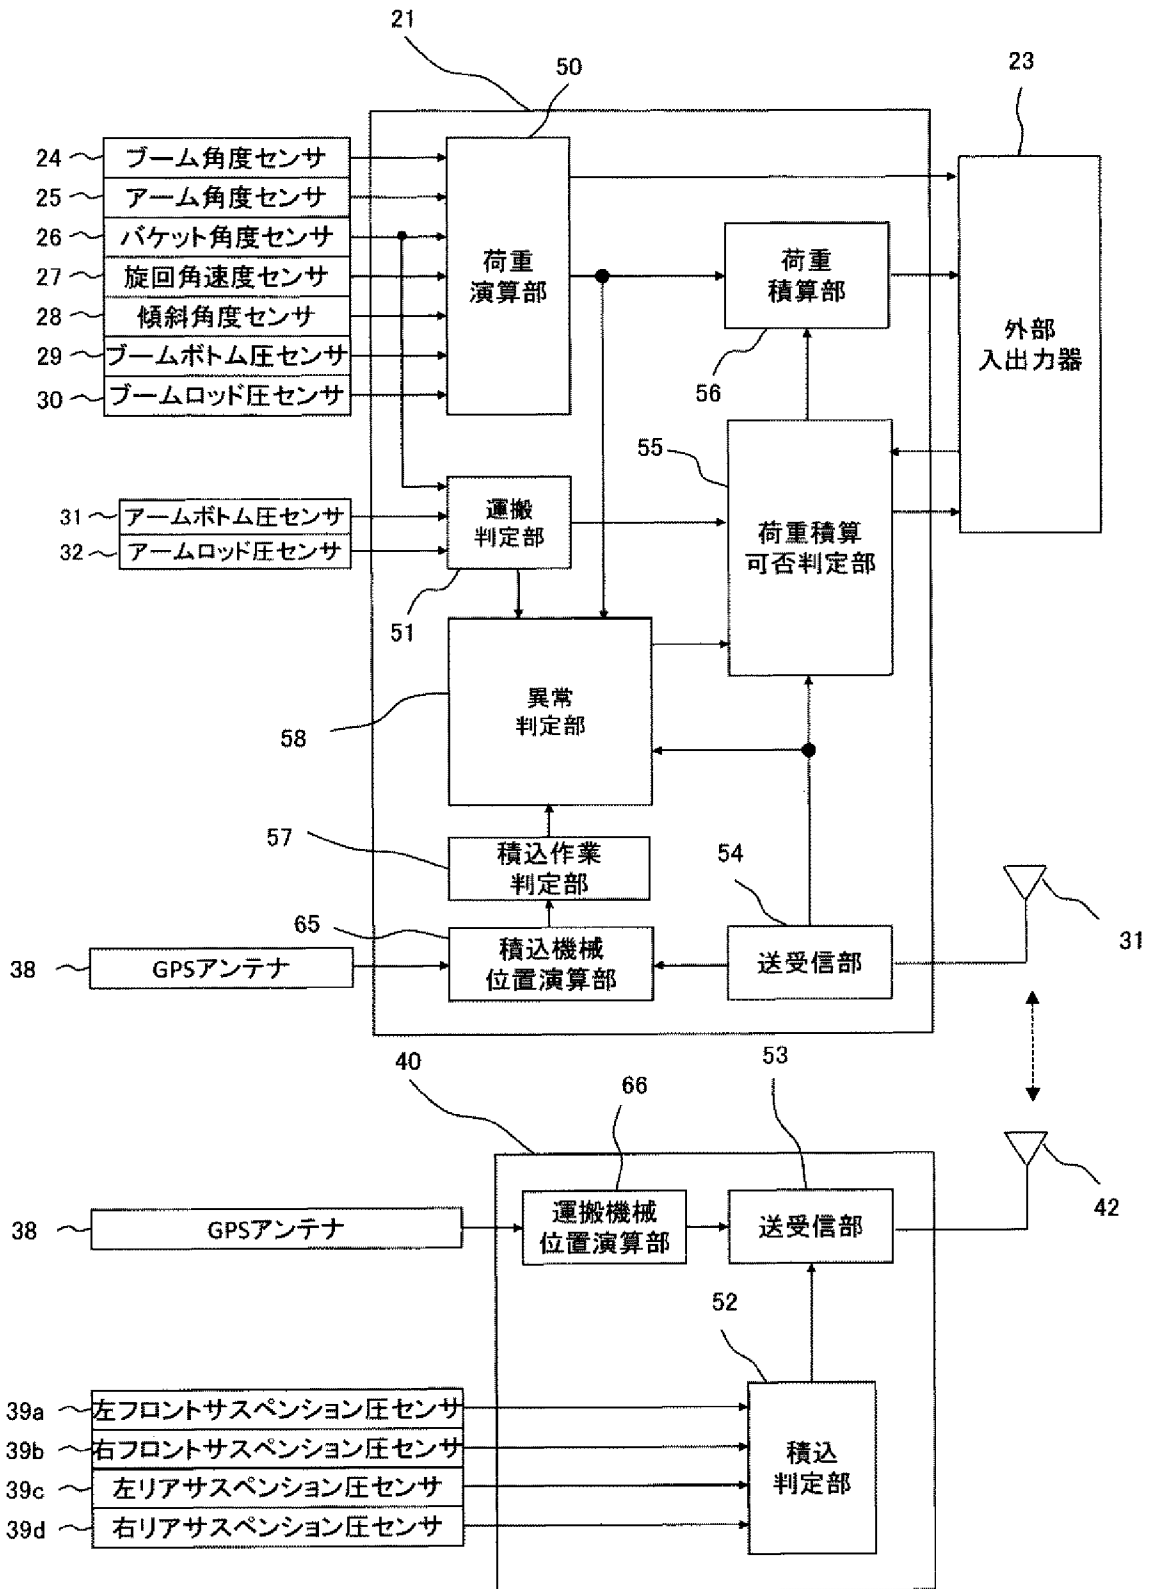 21
50
23
24
ブーム角度センサ
25
アーム角度センサ
26
バケット角度センサ
27
旋回角速度センサ
28
傾斜角度センサ
29
ブームボトム圧センサ
30
ブームロッド圧センサ
荷重
演算部
荷重
積算部
56
外部
入出力器
55
31
アームボトム圧センサ
32
アームロッド圧センサ
運搬
判定部
51
荷重積算
可否判定部
異常
判定部
58
57
積込作業
判定部
54
65
積込機械
位置演算部
送受信部
31
38
GPSアンテナ
40
66
53
42
38
GPSアンテナ
運搬機械
位置演算部
送受信部
52
39a
左フロントサスペンション圧センサ
39b
右フロントサスペンション圧センサ
39c
左リアサスペンション圧センサ
39d
右リアサスペンション圧センサ
積込
判定部